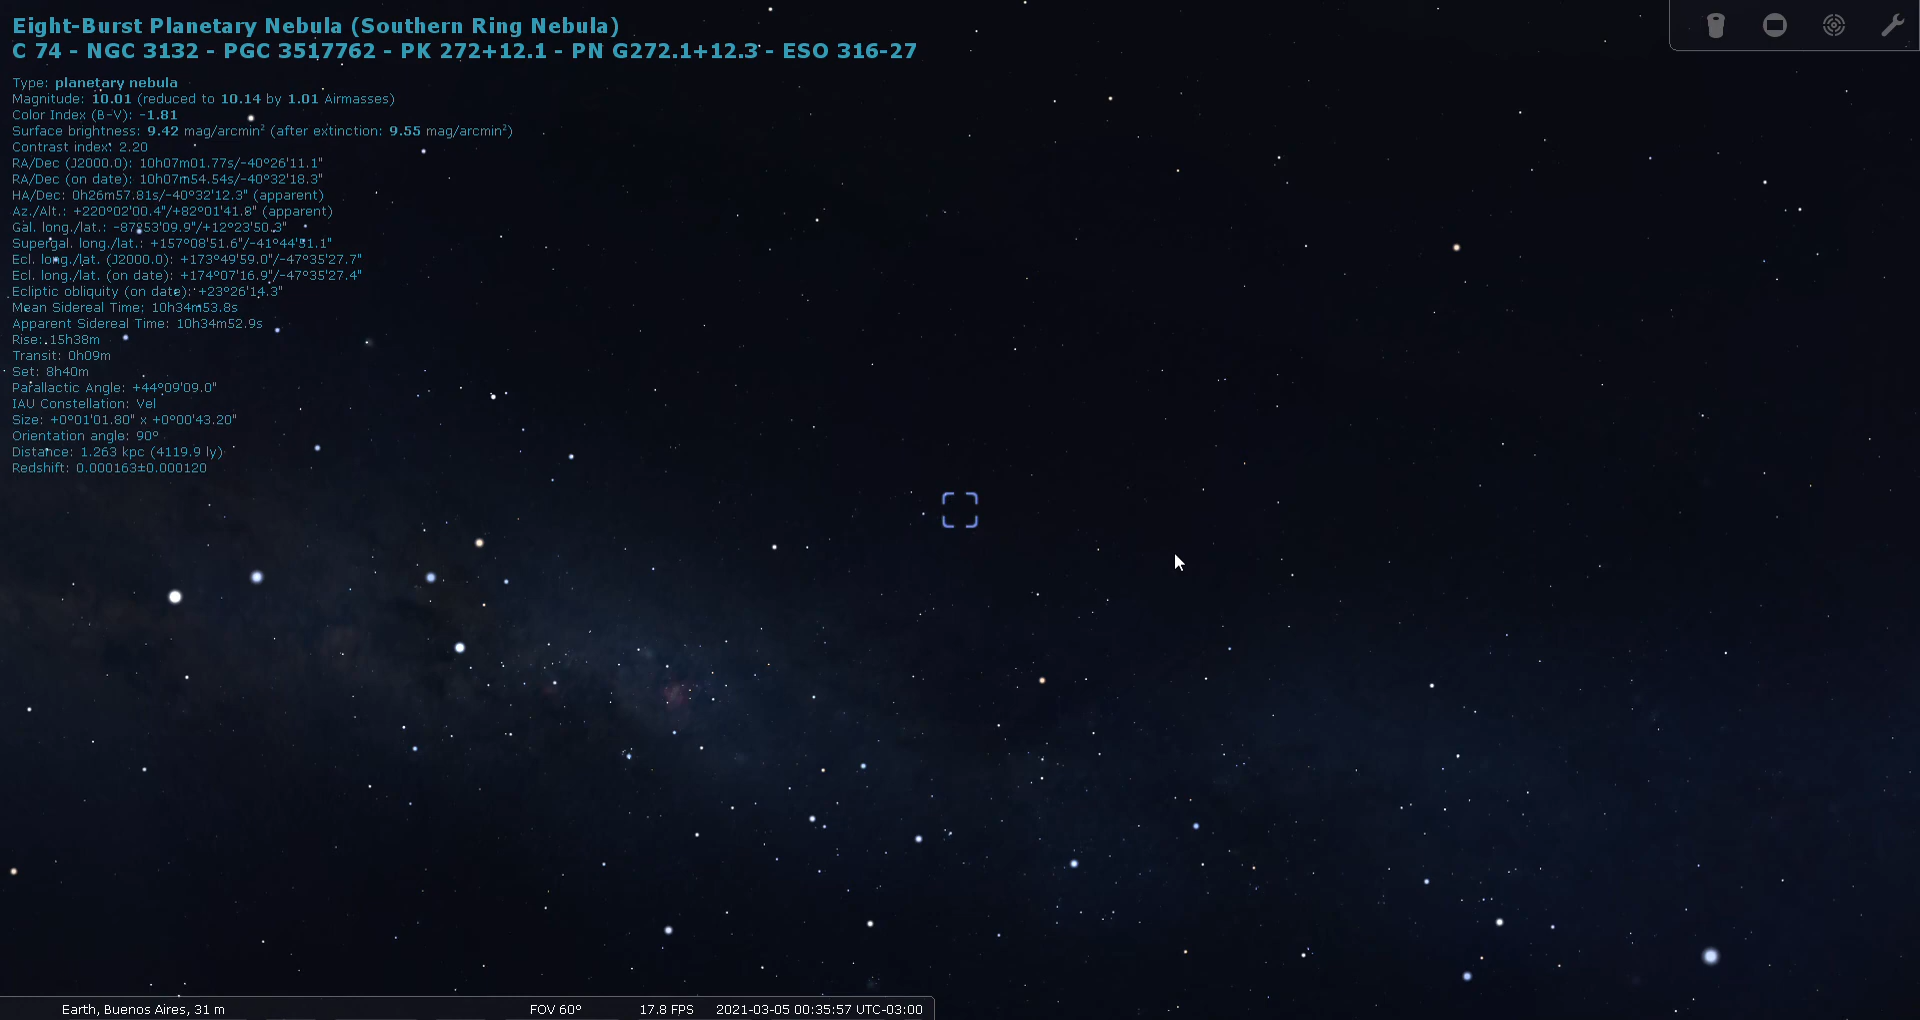 Eight-Burst Planetary Nebula (Southern Ring Nebula)
C 74 - NGC 3132 - PGC 3517762 - PK 272+12.1 - PN G272.1+12.3 - ESO 316-27
Type: planetary nebula
Magnitude: 10.01 (reduced to 10.14 by 1.01 Airmasses)
Color Index (B-V): -1.81
Surface brightness: 9.42 mag/arcmin² (after extinction: 9.55 mag/arcmin²)
Contrast index: 2.20
RA/Dec (J2000.0): 10h07m01.77s/-40°26'11.1"
RA/Dec (on date): 10h07m54.54s/-40°32'18.3"
HA/Dec: 0h26m57.81s/-40°32'12.3" (apparent)
Az./Alt.: +220°02'00.4"/+82°01'41.8" (apparent)
Gal. long./lat.: -87°53'09.9"/+12°23'50.3"
Supergal. long./lat.: +157°08'51.6"/-41°44'31.1"
Ecl. long./lat. (J2000.0): +173°49'59.0"/-47°35'27.7"
Ecl. long./lat. (on date): +174°07'16.9"/-47°35'27.4"
Ecliptic obliquity (on date): +23°26'14.3"
Mean Sidereal Time: 10h34m53.8s
Apparent Sidereal Time: 10h34m52.9s
Rise: 15h38m
Transit: 0h09m
Set: 8h40m
Parallactic Angle: +44°09'09.0"
IAU Constellation: Vel
Size: +0°01'01.80" x +0°00'43.20"
Orientation angle: 90°
Distance: 1.263 kpc (4119.9 ly)
Redshift: 0.000163±0.000120
Earth, Buenos Aires, 31 m FOV 60° 17.8 FPS 2021-03-05 00:35:57 UTC-03:00